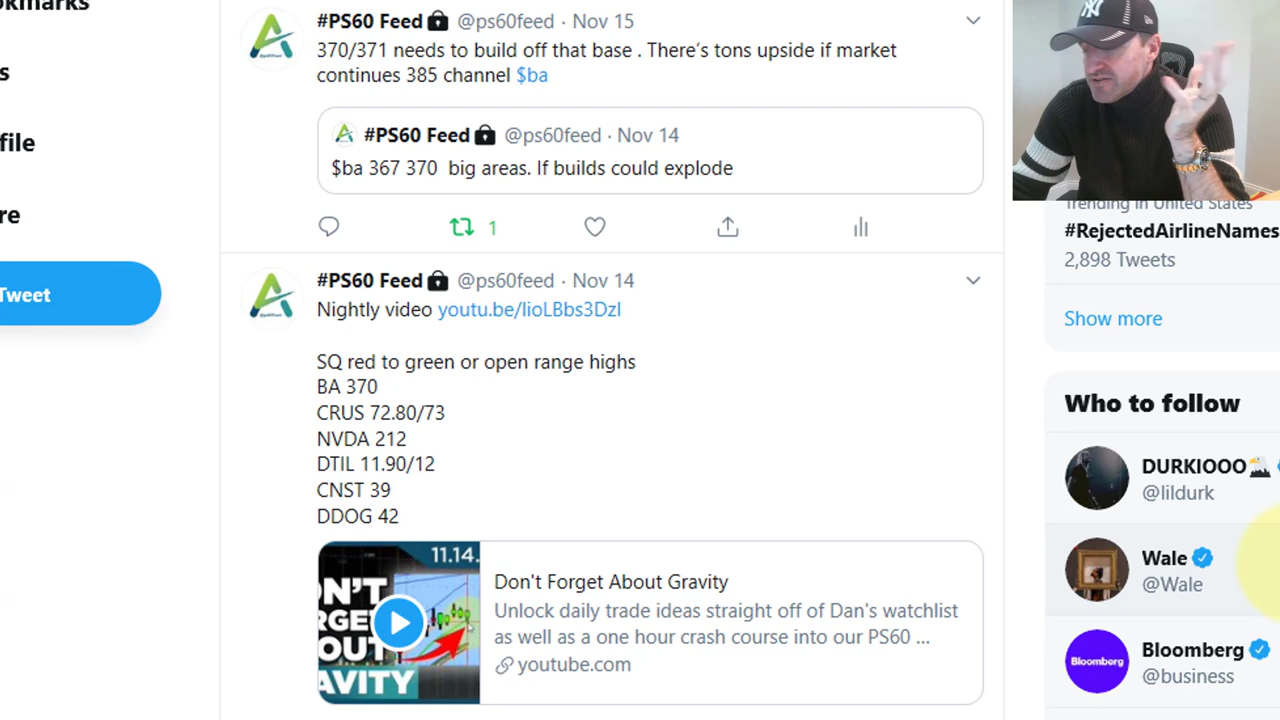 okmarks
s
file
re
Tweet
#PS60 Feed @ps60feed · Nov 15
370/371 needs to build off that base . There's tons upside if market
continues 385 channel $ba
#PS60 Feed @ps60feed · Nov 14
$ba 367 370 big areas. If builds could explode
1
#PS60 Feed @ps60feed · Nov 14
Nightly video youtu.be/lioLBbs3DzI
SQ red to green or open range highs
BA 370
CRUS 72.80/73
NVDA 212
DTIL 11.90/12
CNST 39
DDOG 42
11.14.
ON'T
RGET
OUT
AVITY
Don't Forget About Gravity
Unlock daily trade ideas straight off of Dan's watchlist
as well as a one hour crash course into our PS60 ...
youtube.com
Trending in United States
#RejectedAirlineNames
2,898 Tweets
Show more
Who to follow
DURKIOOO
@lildurk
Wale
@Wale
Bloomberg
Bloomberg
@business